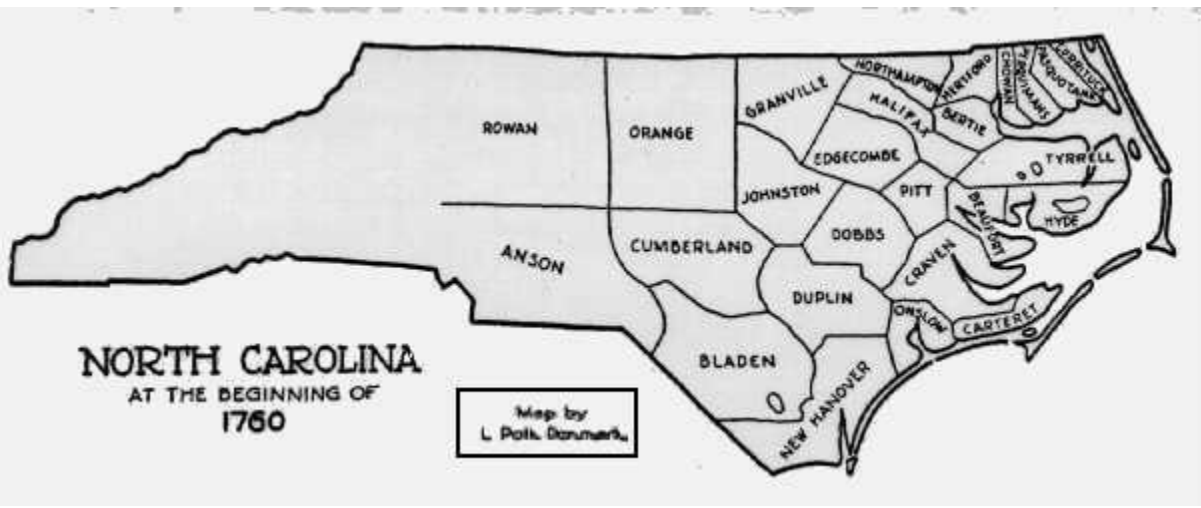 CURRITUCK
PASQUOTANK
PERQUIMANS
CHOWAN
HERTFORD
NORTHAMPTON
GRANVILLE
HALIFAX
BERTIE
ROWAN
ORANGE
EDGECOMBE
TYRRELL
JOHNSTON
PITT
BEAUFORT
HYDE
DOBBS
CUMBERLAND
ANSON
CRAVEN
DUPLIN
ONSLOW
CARTERET
BLADEN
NEW HANOVER
NORTH CAROLINA
AT THE BEGINNING OF
1760
Map by
L Polk